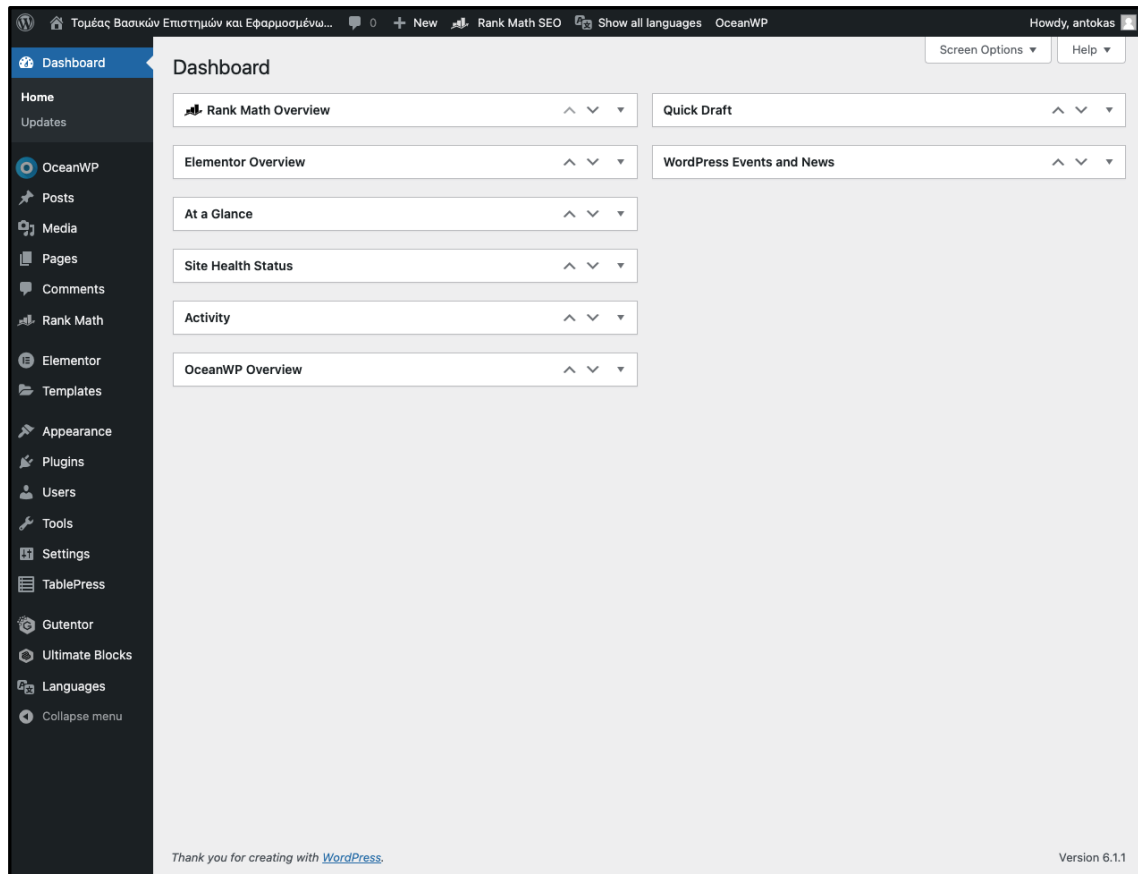 Τομέας Βασικών Επιστημών και Εφαρμοσμένω... 0 New Rank Math SEO Show all languages OceanWP Howdy, antokas
Screen Options Help
Dashboard
Home
Updates
OceanWP
Posts
Media
Pages
Comments
Rank Math
Elementor
Templates
Appearance
Plugins
Users
Tools
Settings
TablePress
Gutentor
Ultimate Blocks
Languages
Collapse menu
Dashboard
Rank Math Overview
Elementor Overview
At a Glance
Site Health Status
Activity
OceanWP Overview
Quick Draft
WordPress Events and News
Thank you for creating with WordPress. Version 6.1.1